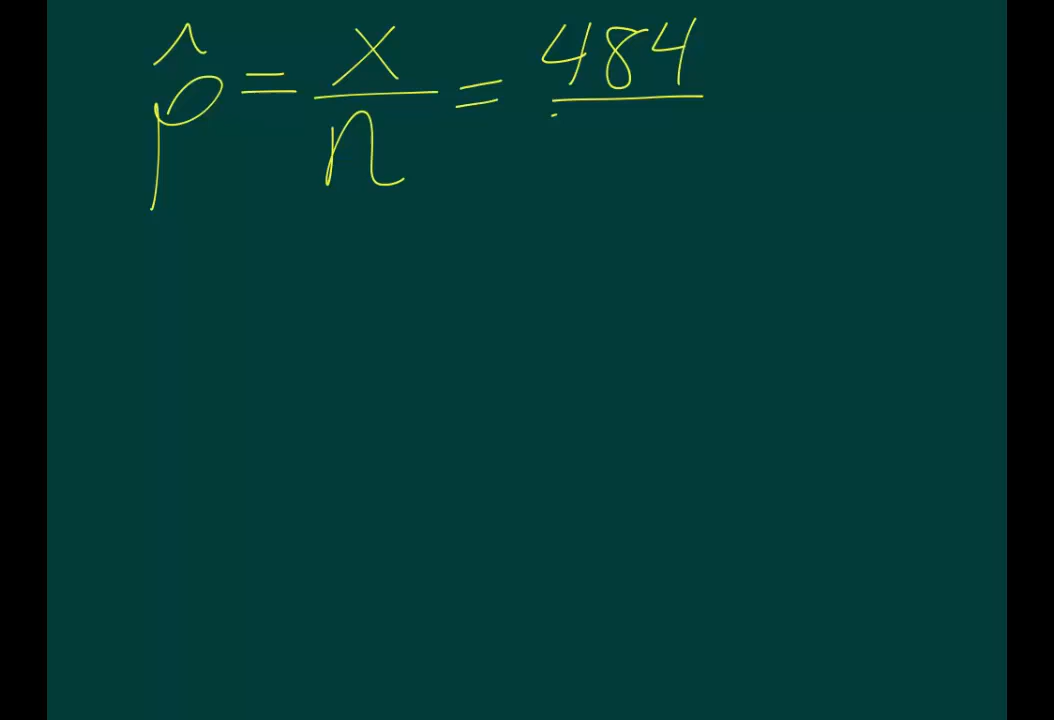 p̂ = x/n = 484/